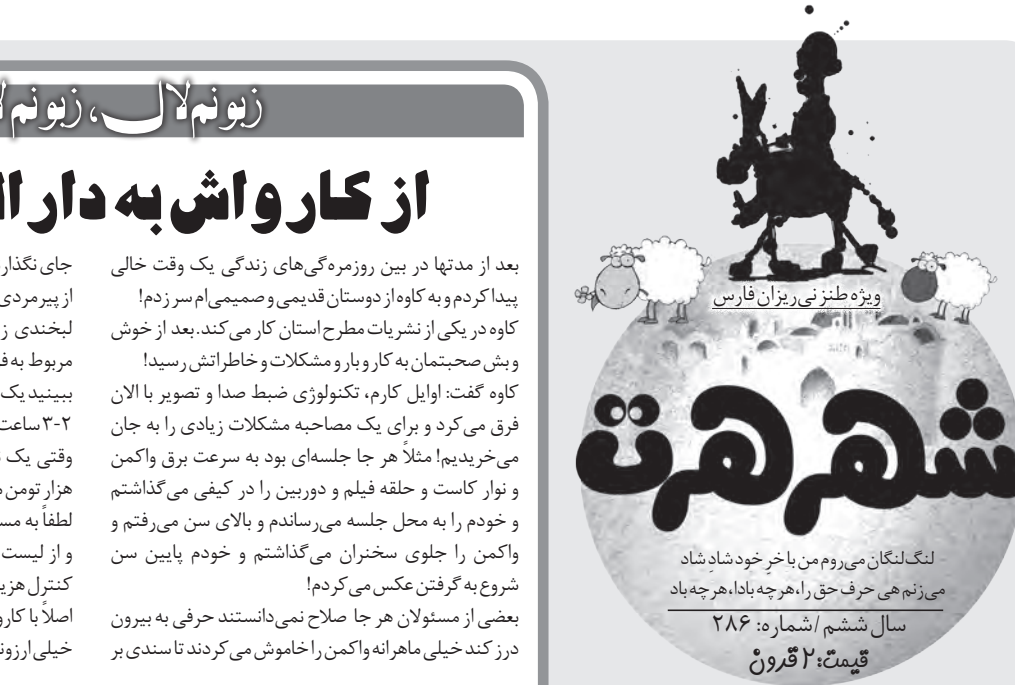 ویژه طنز نی‌ریزان فارس
شهر هرت
لنگ لنگان می‌روم من با خرِ خود شادِ شاد
می‌زنم هی حرف حق را، هر چه بادا، هر چه باد
سال ششم / شماره: ۲۸۶
قیمت: ۲ قرون
زبونم لال، زبونم
از کارواش به دار
بعد از مدتها در بین روزمره‌گی‌های زندگی یک وقت خالی
پیدا کردم و به کاوه از دوستان قدیمی و صمیمی‌ام سر زدم!
کاوه در یکی از نشریات مطرح استان کار می‌کند. بعد از خوش
و بش صحبتمان به کار و بار و مشکلات و خاطراتش رسید!
کاوه گفت: اوایل کارم، تکنولوژی ضبط صدا و تصویر با الان
فرق می‌کرد و برای یک مصاحبه مشکلات زیادی را به جان
می‌خریدیم! مثلاً هر جا جلسه‌ای بود به سرعت برق واکمن
و نوار کاست و حلقه فیلم و دوربین را در کیفی می‌گذاشتم
و خودم را به محل جلسه می‌رساندم و بالای سن می‌رفتم و
واکمن را جلوی سخنران می‌گذاشتم و خودم پایین سن
شروع به گرفتن عکس می‌کردم!
بعضی از مسئولان هر جا صلاح نمی‌دانستند حرفی به بیرون
درز کند خیلی ماهرانه واکمن را خاموش می‌کردند تا سندی بر
جای نگذار
از پیرمردی
لبخندی ز
مربوط به
ببینید یک
۲-۳ ساعت
وقتی یک
هزار تومن
لطفاً به
و از لیست
کنترل هزی
اصلاً با کارو
خیلی ارزون